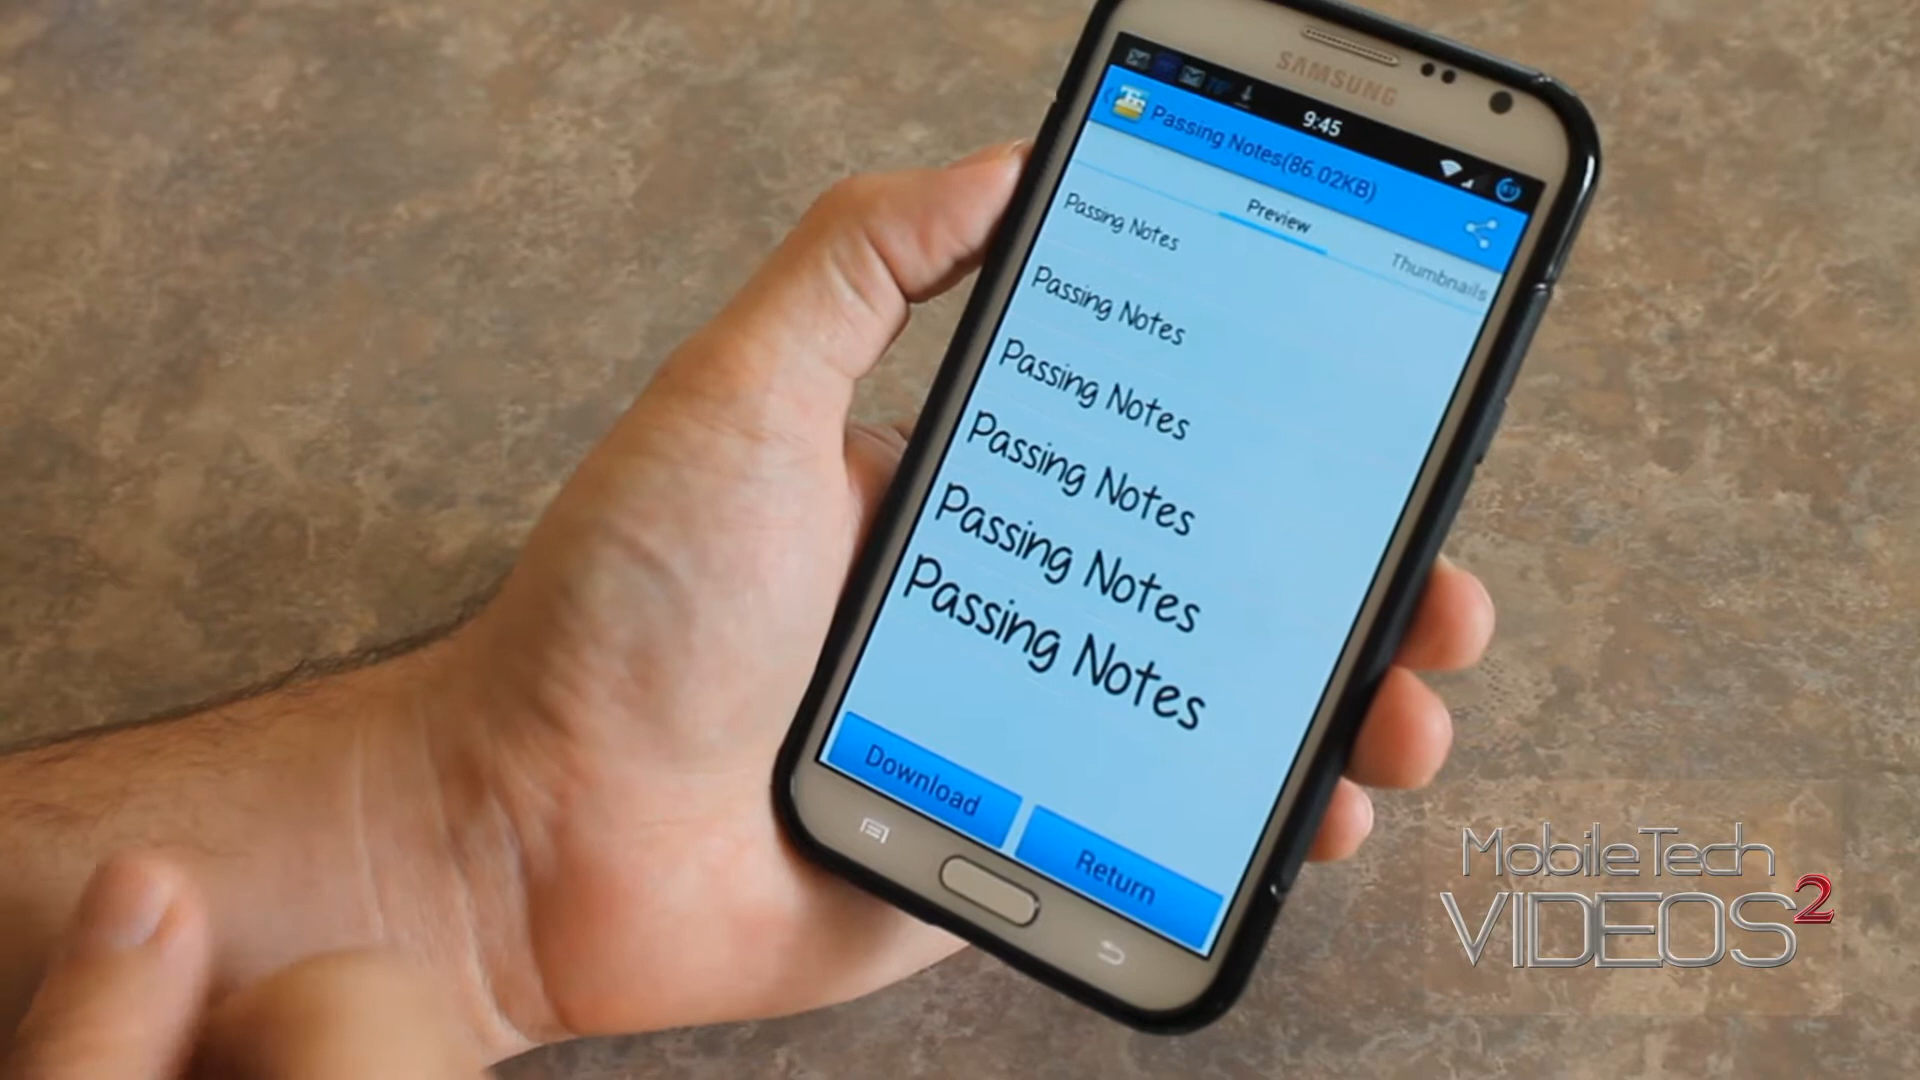 SAMSUNG
9:45
Passing Notes(86.02KB)
Preview
Thumbnails
Passing Notes
Passing Notes
Passing Notes
Passing Notes
Passing Notes
Passing Notes
Download
Return
MobileTech
VIDEOS2